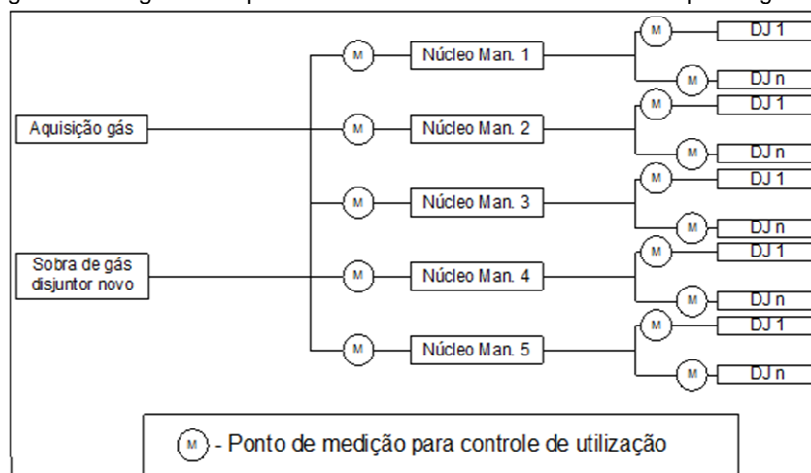 M
DJ 1
M
Núcleo Man. 1
M
DJ n
M
DJ 1
Aquisição gás
M
Núcleo Man. 2
M
DJ n
M
DJ 1
M
Núcleo Man. 3
M
DJ n
Sobra de gás
disjuntor novo
M
DJ 1
M
Núcleo Man. 4
M
DJ n
M
DJ 1
M
Núcleo Man. 5
M
DJ n
M - Ponto de medição para controle de utilização